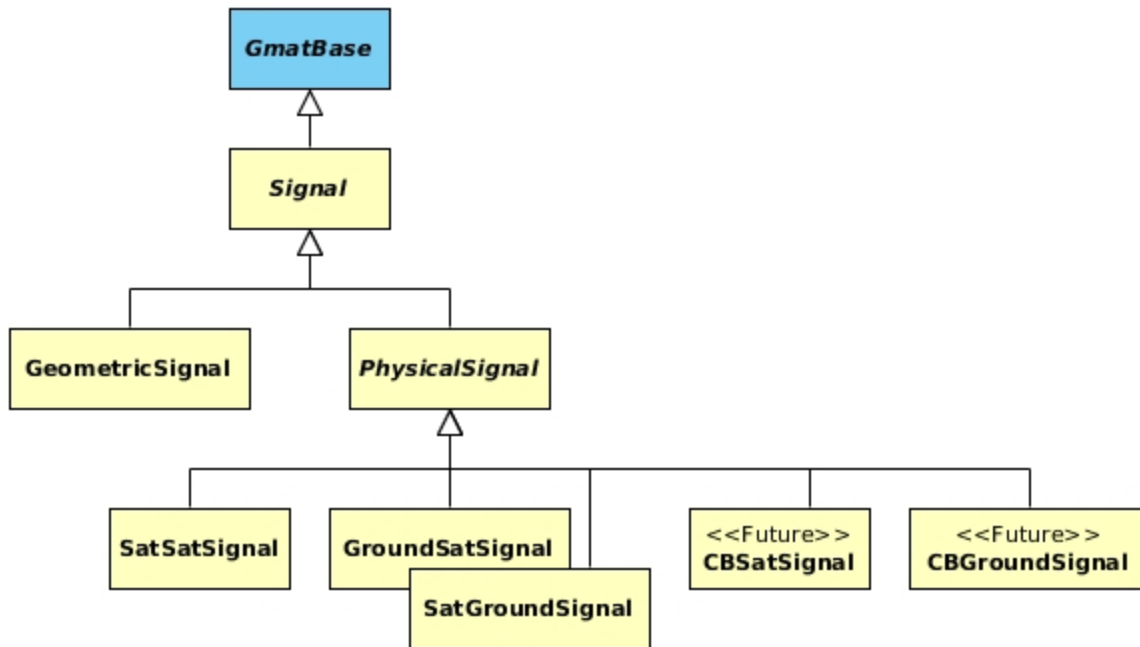 GmatBase
Signal
GeometricSignal
PhysicalSignal
SatSatSignal
GroundSatSignal
SatGroundSignal
<<Future>>
CBSatSignal
<<Future>>
CBGroundSignal